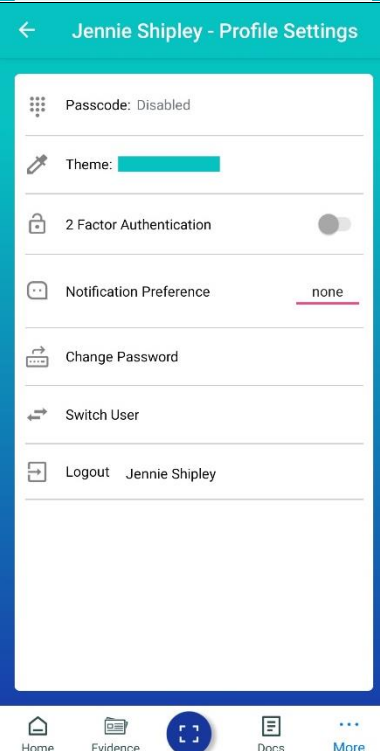 Jennie Shipley - Profile Settings
Passcode: Disabled
Theme:
2 Factor Authentication
Notification Preference none
Change Password
Switch User
Logout Jennie Shipley
Home Evidence Docs More